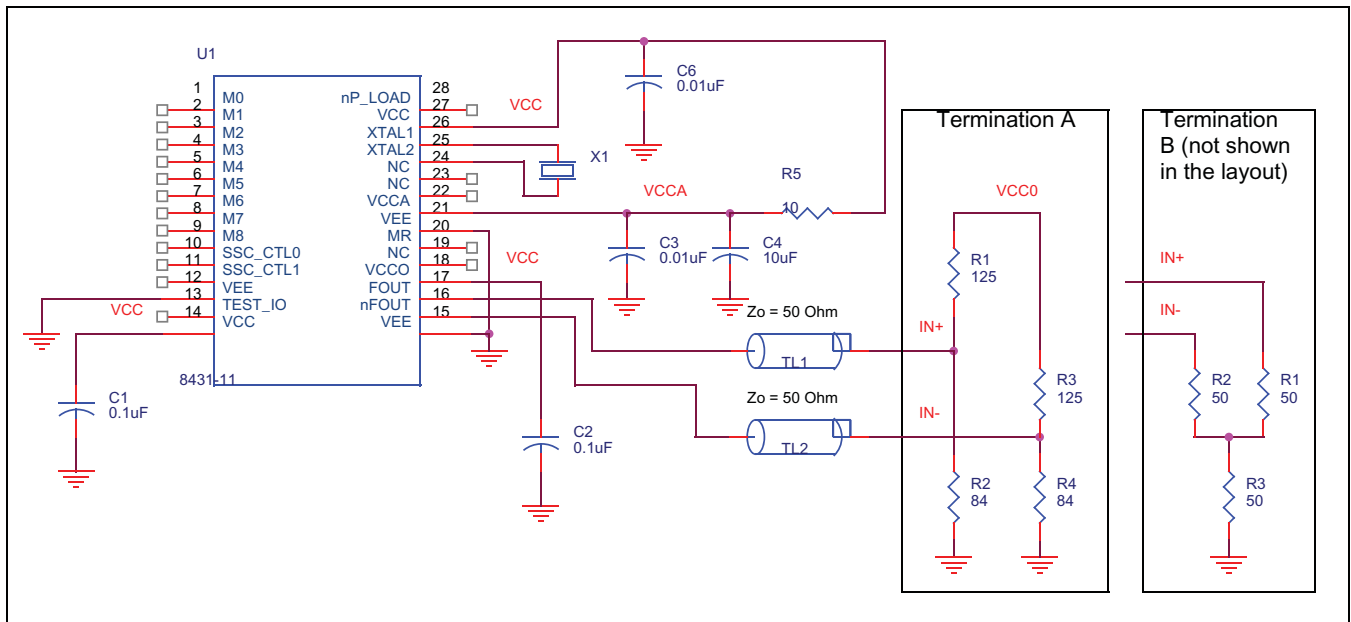 U1
1
2
3
4
5
6
7
8
9
10
11
12
13
14
M0
M1
M2
M3
M4
M5
M6
M7
M8
SSC_CTL0
SSC_CTL1
VEE
TEST_IO
VCC
nP_LOAD
VCC
XTAL1
XTAL2
NC
NC
VCCA
VEE
MR
NC
VCCO
FOUT
nFOUT
VEE
28
27
26
25
24
23
22
21
20
19
18
17
16
15
8431-11
VCC
C1
0.1uF
VCC
C6
0.01uF
X1
VCCA
R5
10
C3
0.01uF
C4
10uF
VCC
C2
0.1uF
Zo = 50 Ohm
TL1
Zo = 50 Ohm
TL2
Termination A
VCC0
R1
125
IN+
R3
125
IN-
R2
84
R4
84
Termination
B (not shown
in the layout)
IN+
IN-
R2
50
R1
50
R3
50